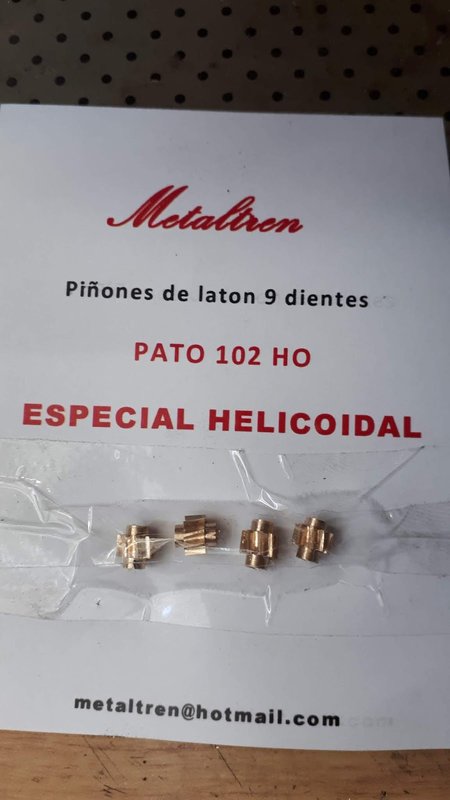 Metaltren
Piñones de laton 9 dientes
PATO 102 HO
ESPECIAL HELICOIDAL
metaltren@hotmail.com